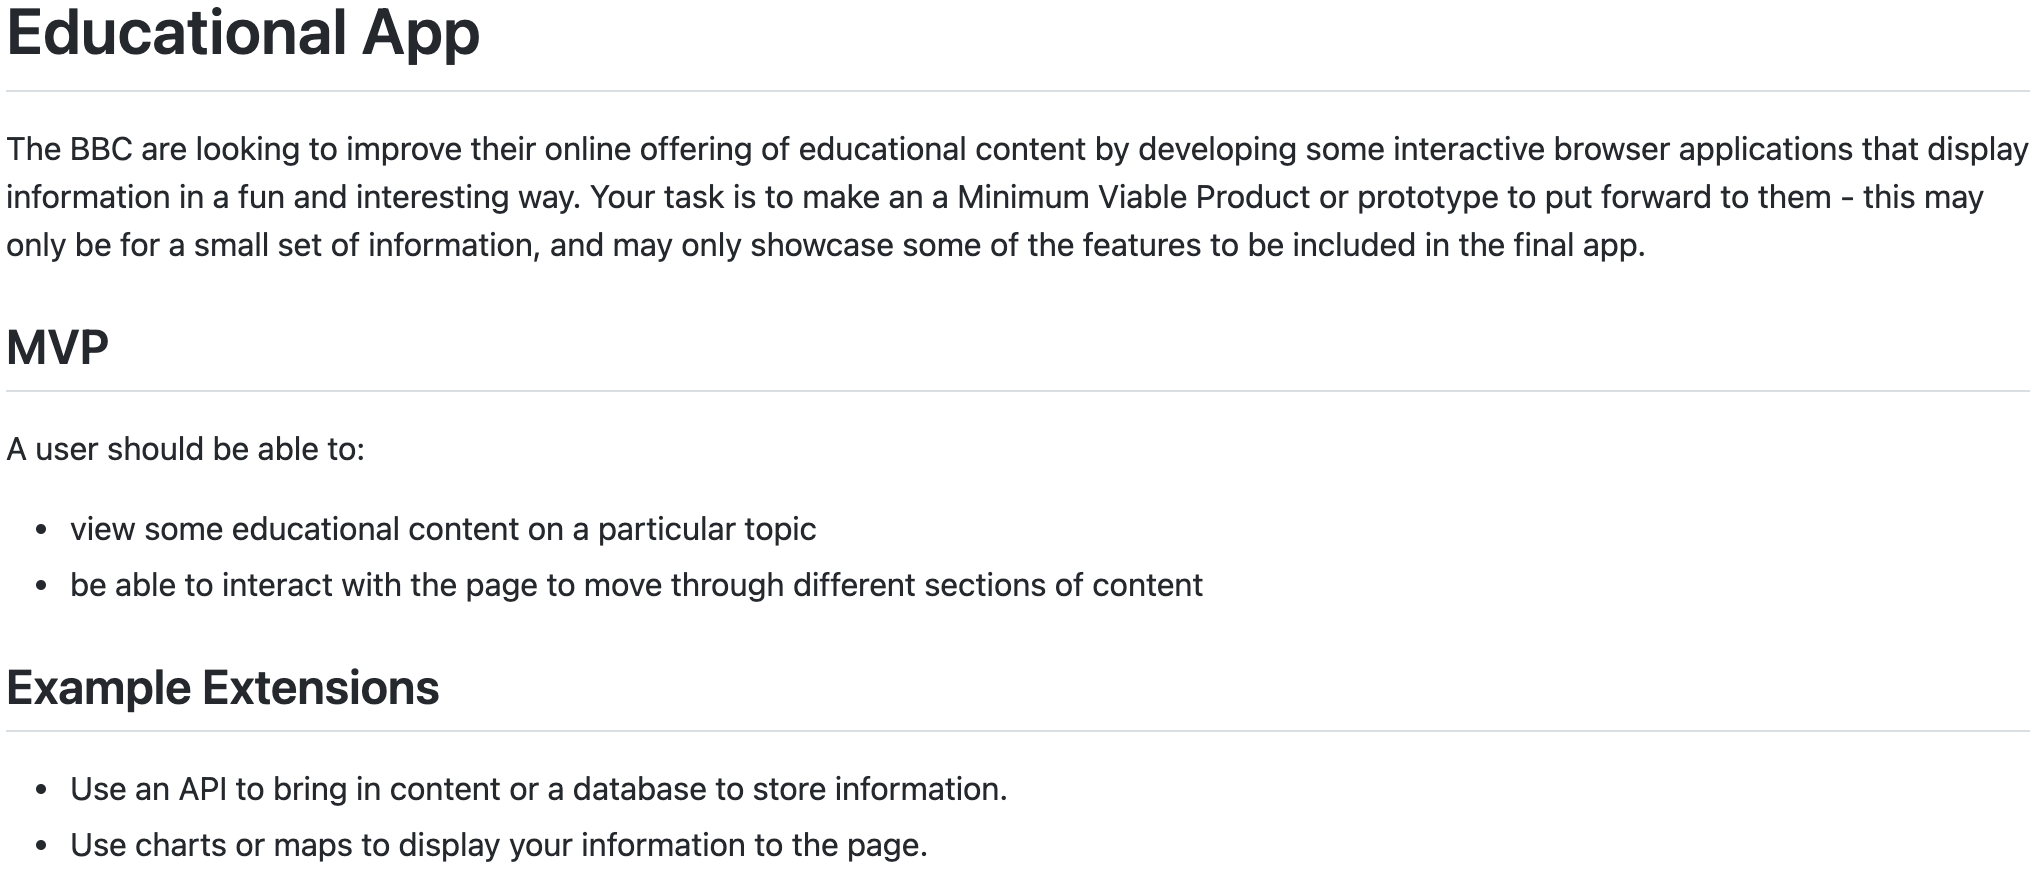 Educational App
The BBC are looking to improve their online offering of educational content by developing some interactive browser applications that display
information in a fun and interesting way. Your task is to make an a Minimum Viable Product or prototype to put forward to them - this may
only be for a small set of information, and may only showcase some of the features to be included in the final app.
MVP
A user should be able to:
• view some educational content on a particular topic
• be able to interact with the page to move through different sections of content
Example Extensions
• Use an API to bring in content or a database to store information.
• Use charts or maps to display your information to the page.